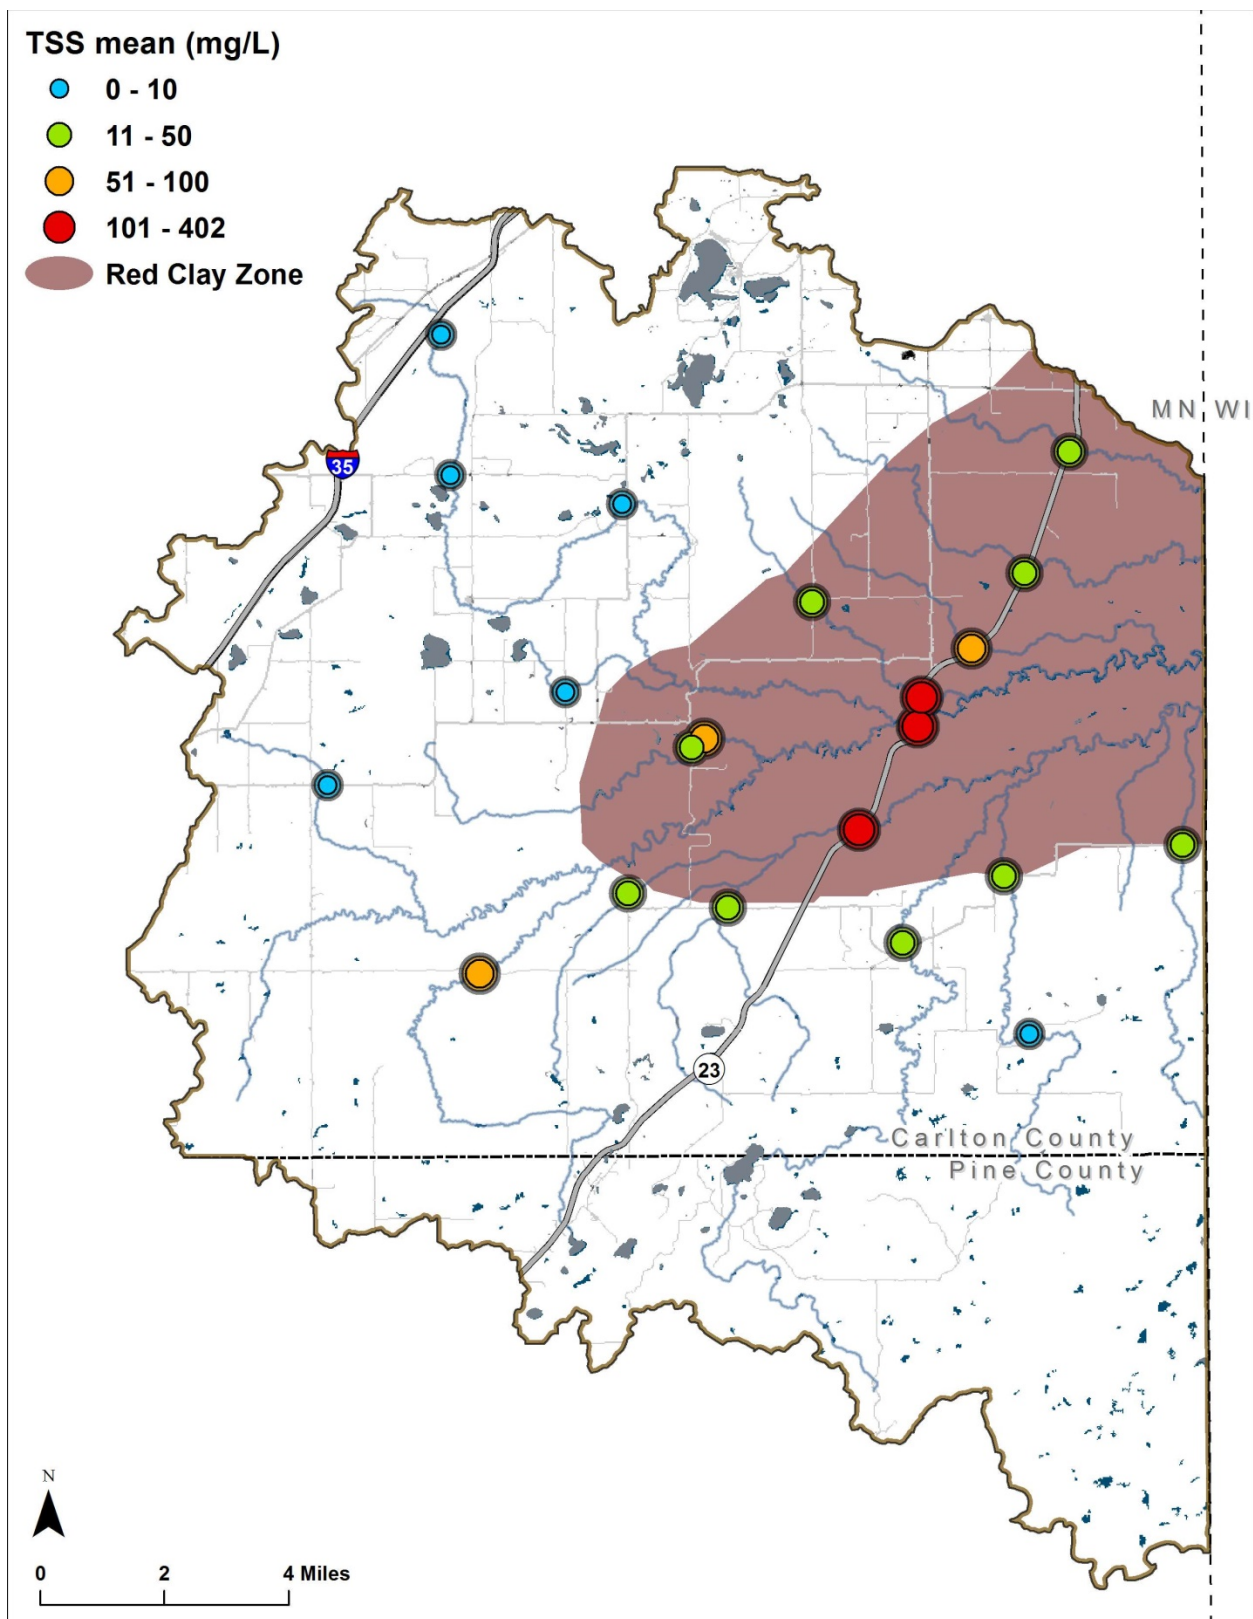 TSS mean (mg/L)
0 - 10
11 - 50
51 - 100
101 - 402
Red Clay Zone
MN WI
35
23
Carlton County
Pine County
N
0 2 4 Miles